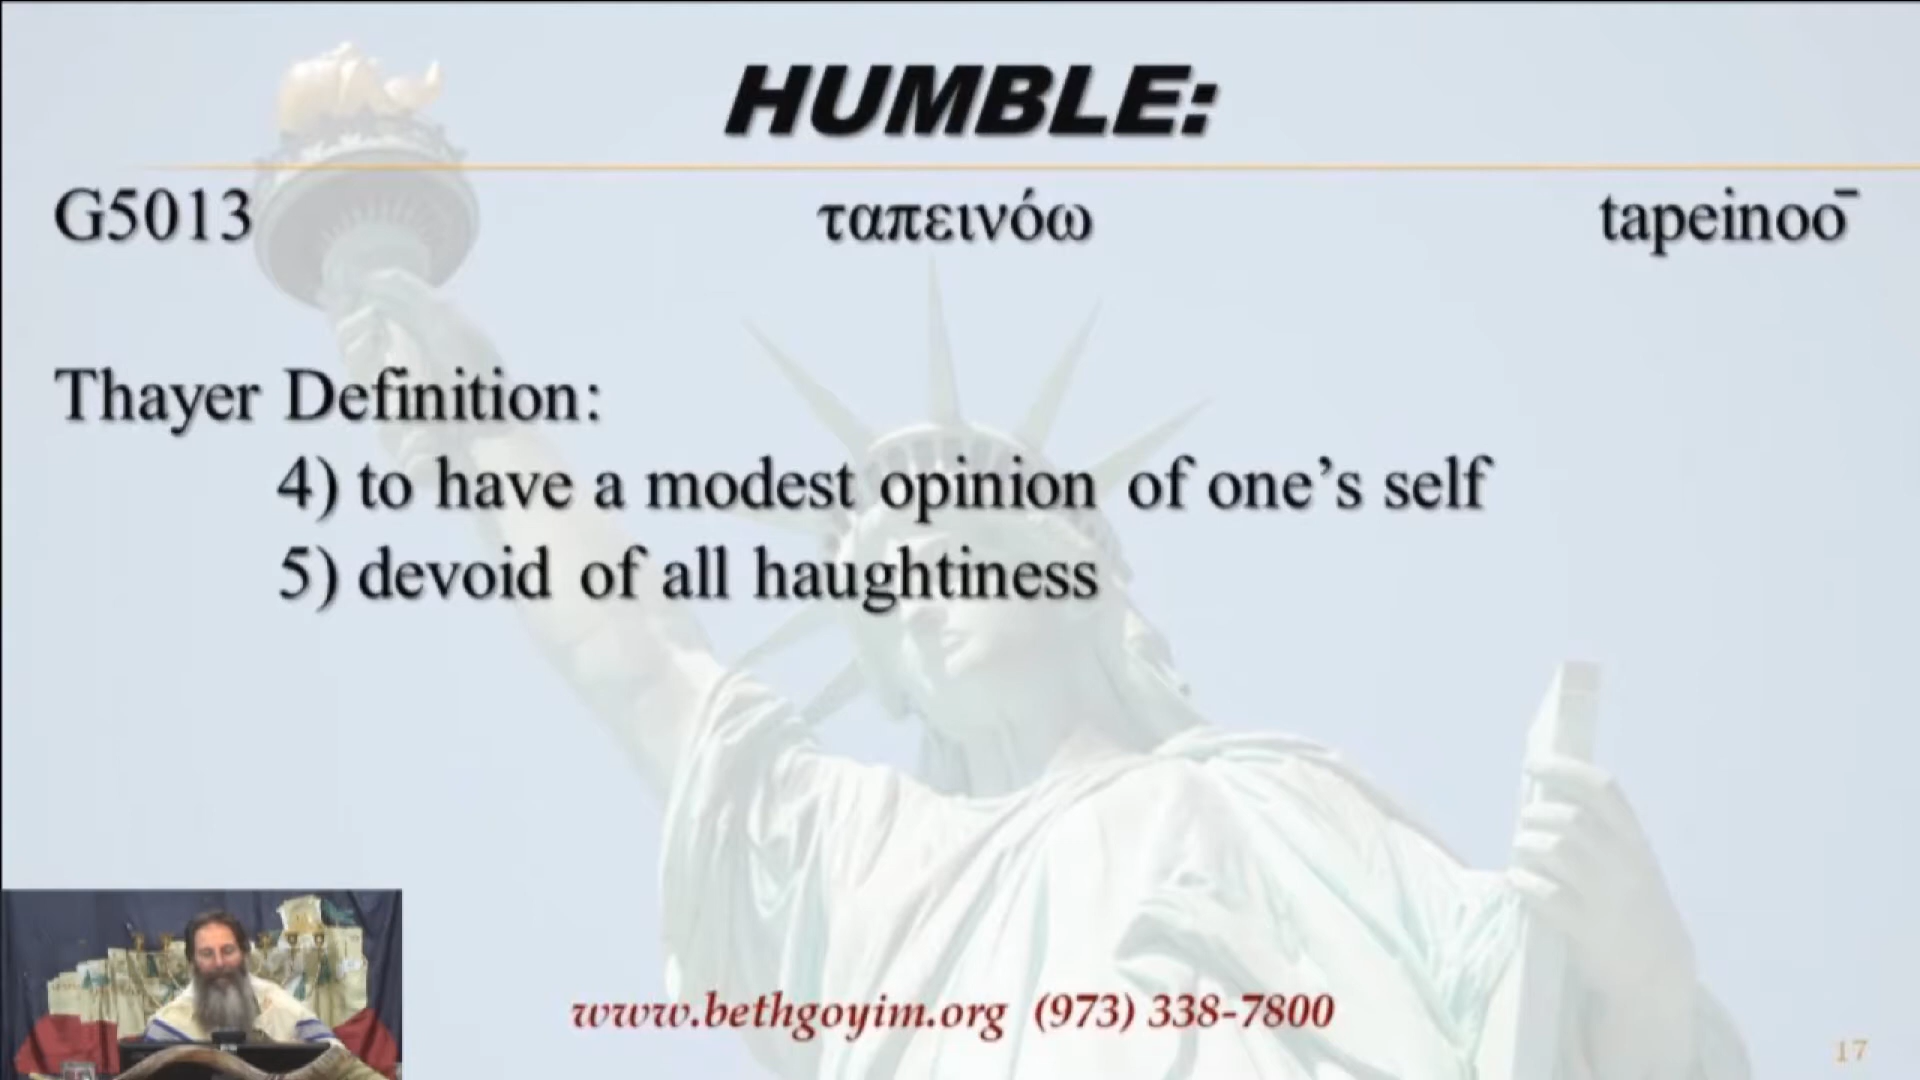 HUMBLE:
G5013 ταπεινόω tapeinoō
Thayer Definition:
4) to have a modest opinion of one’s self
5) devoid of all haughtiness
www.bethgoyim.org (973) 338-7800
17